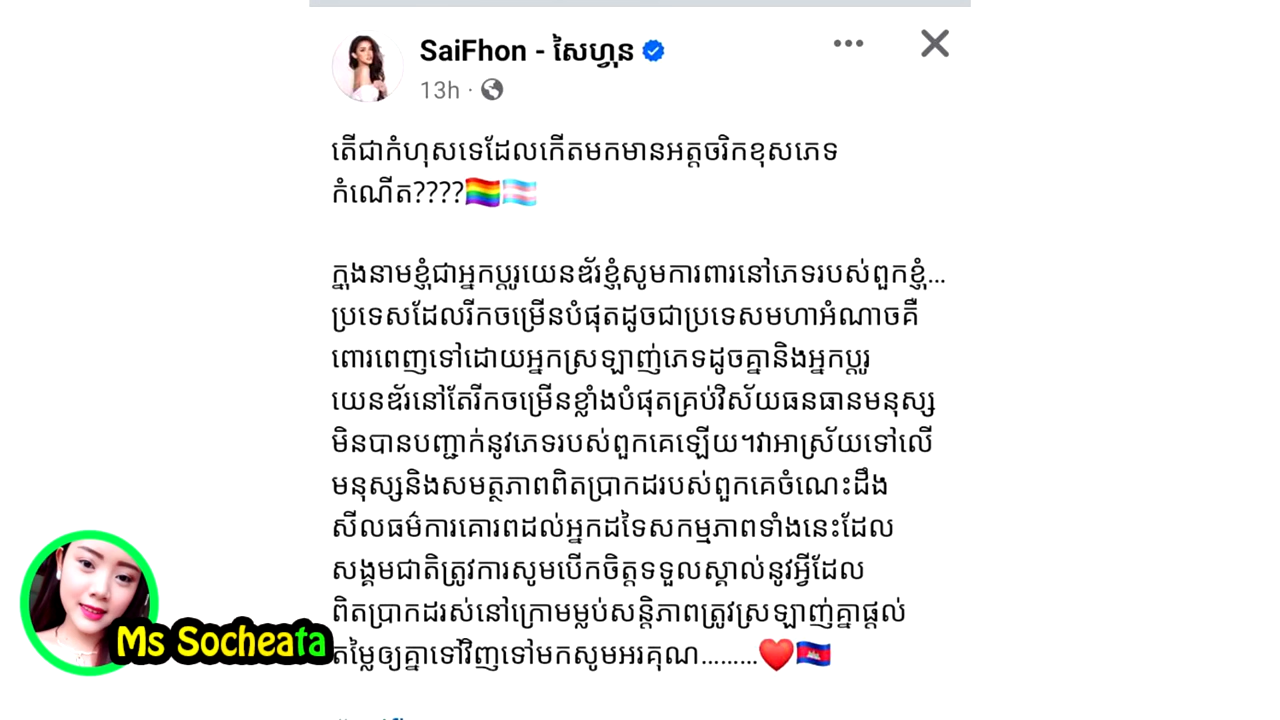 SaiFhon - សៃហ្វុន
13h ·
តើជាកំហុសទេដែលកើតមកមានអត្តចរិកខុសភេទ
កំណើត????🏳️‍🌈🏳️‍⚧️
ក្នុងនាមខ្ញុំជាអ្នកប្តូរយេនឌ័រខ្ញុំសូមការពារនៅភេទរបស់ពួកខ្ញុំ...
ប្រទេសដែលរីកចម្រើនបំផុតដូចជាប្រទេសមហាអំណាចគឺ
ពោរពេញទៅដោយអ្នកស្រឡាញ់ភេទដូចគ្នានិងអ្នកប្តូរ
យេនឌ័រនៅតែរីកចម្រើនខ្លាំងបំផុតគ្រប់វិស័យធនធានមនុស្ស
មិនបានបញ្ជាក់នូវភេទរបស់ពួកគេឡើយ។វាអាស្រ័យទៅលើ
មនុស្សនិងសមត្ថភាពពិតប្រាកដរបស់ពួកគេចំណេះដឹង
សីលធម៌ការគោរពដល់អ្នកដទៃសកម្មភាពទាំងនេះដែល
សង្គមជាតិត្រូវការសូមបើកចិត្តទទួលស្គាល់នូវអ្វីដែល
ពិតប្រាកដរស់នៅក្រោមម្លប់សន្តិភាពត្រូវស្រឡាញ់គ្នាផ្តល់
តម្លៃឲ្យគ្នាទៅវិញទៅមកសូមអរគុណ.........❤️🇰🇭
Ms Socheata